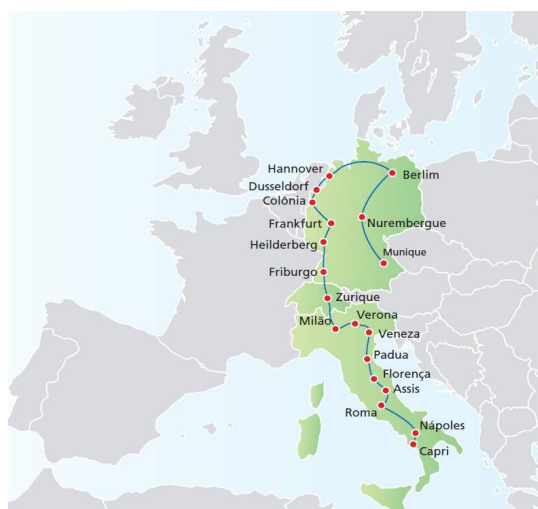 Hannover
Berlim
Dusseldorf
Colónia
Frankfurt
Nurembergue
Heilderberg
Munique
Friburgo
Zurique
Verona
Milão
Veneza
Padua
Florença
Assis
Roma
Nápoles
Capri